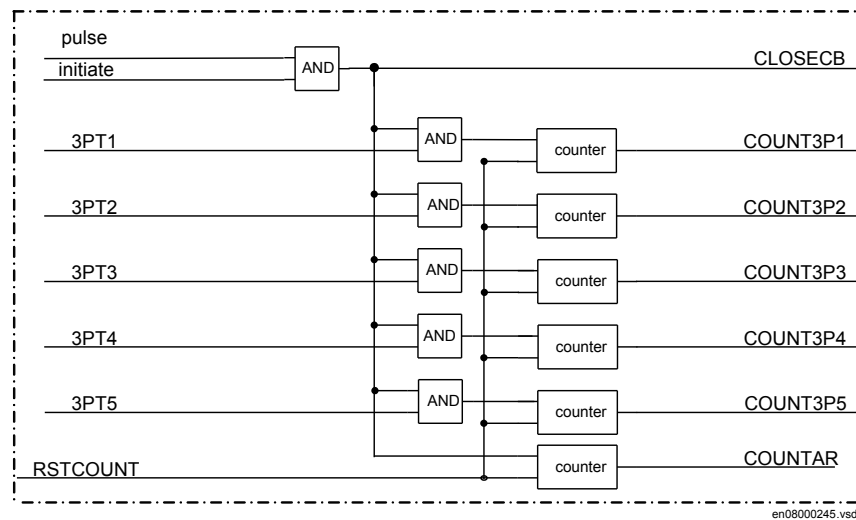 pulse
initiate
AND
CLOSECB
3PT1
AND
counter
COUNT3P1
3PT2
AND
counter
COUNT3P2
3PT3
AND
counter
COUNT3P3
3PT4
AND
counter
COUNT3P4
3PT5
AND
counter
COUNT3P5
RSTCOUNT
counter
COUNTAR
en08000245.vsd